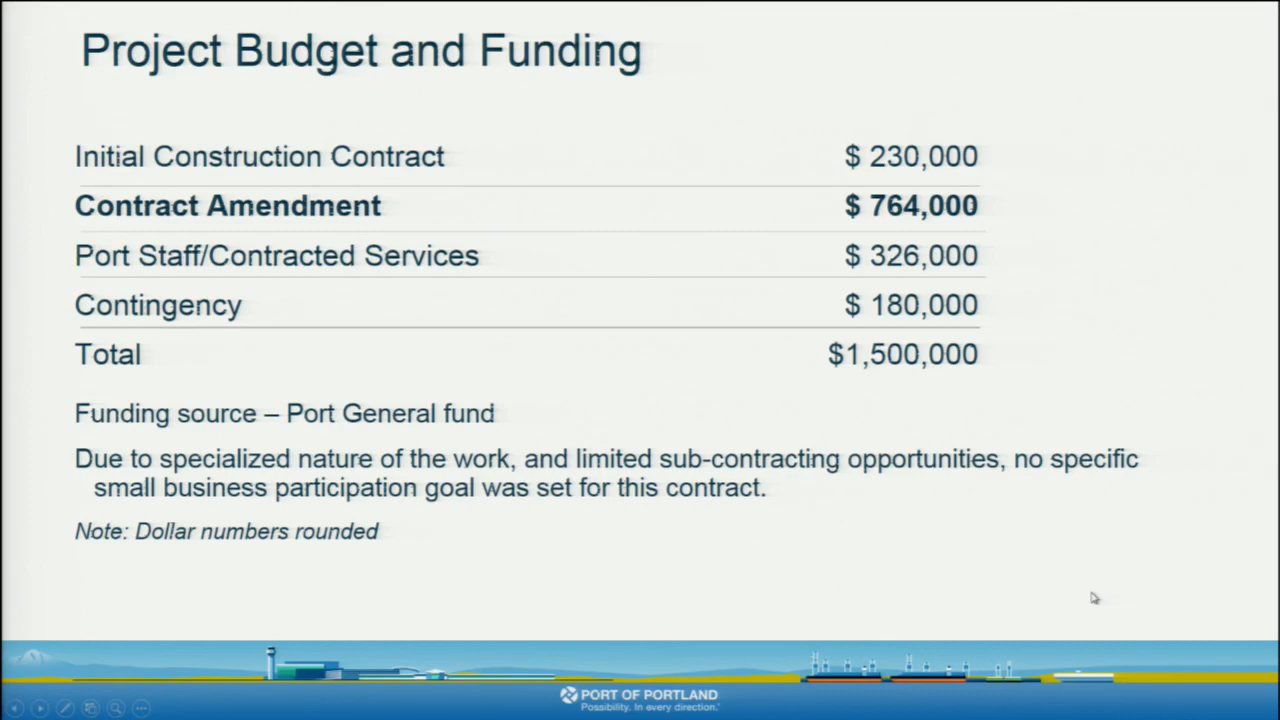 Project Budget and Funding
Initial Construction Contract $ 230,000
Contract Amendment $ 764,000
Port Staff/Contracted Services $ 326,000
Contingency $ 180,000
Total $1,500,000
Funding source – Port General fund
Due to specialized nature of the work, and limited sub-contracting opportunities, no specific
small business participation goal was set for this contract.
Note: Dollar numbers rounded
PORT OF PORTLAND
Possibility. In every direction.